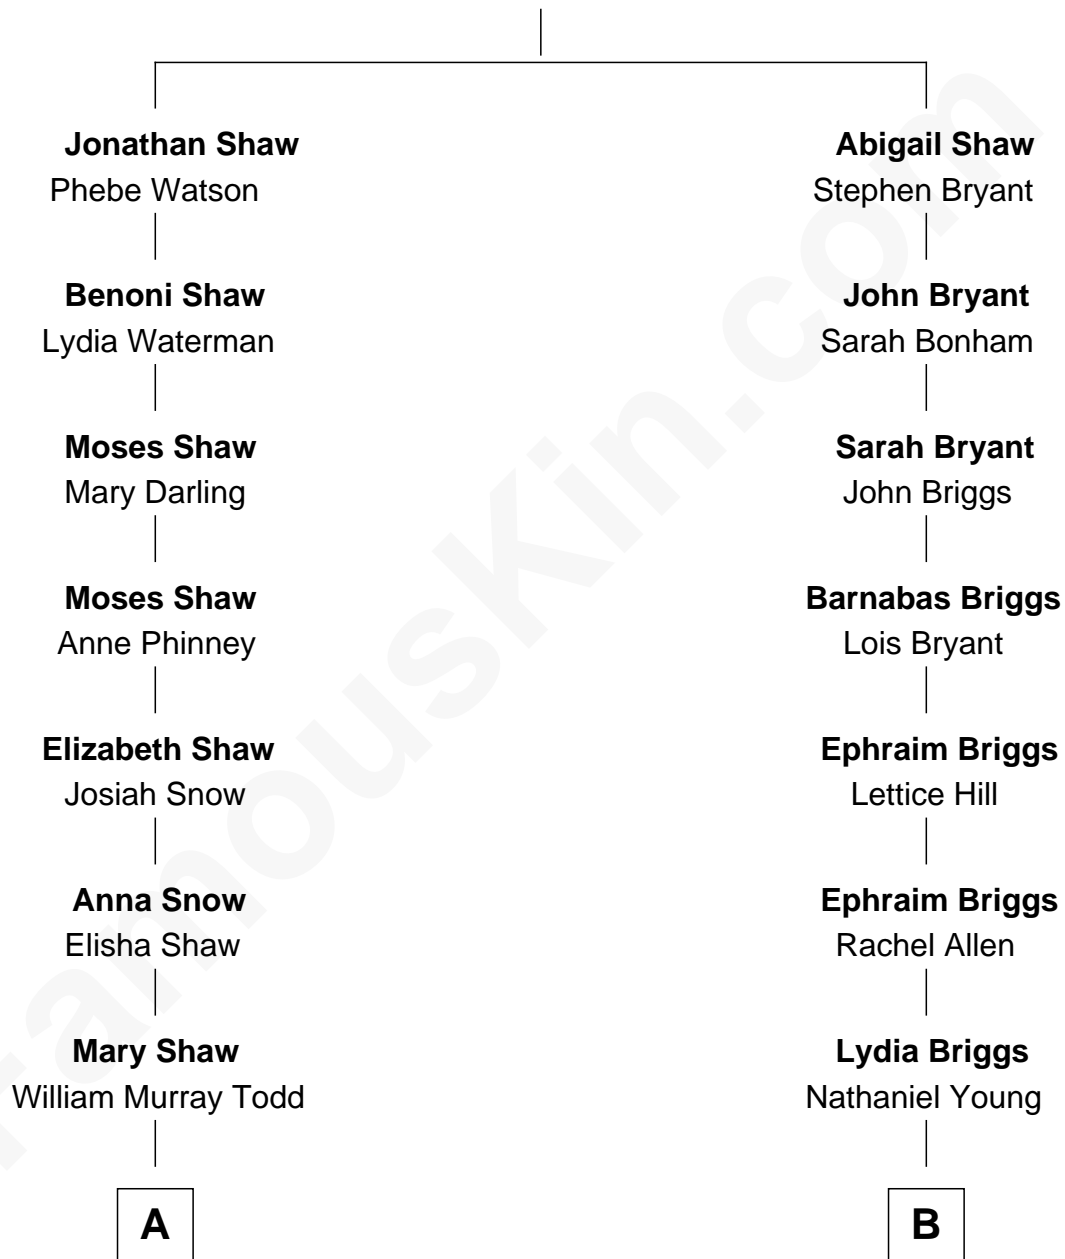 Jonathan Shaw
Phebe Watson
Abigail Shaw
Stephen Bryant
Benoni Shaw
Lydia Waterman
John Bryant
Sarah Bonham
Moses Shaw
Mary Darling
Sarah Bryant
John Briggs
Moses Shaw
Anne Phinney
Barnabas Briggs
Lois Bryant
Elizabeth Shaw
Josiah Snow
Ephraim Briggs
Lettice Hill
Anna Snow
Elisha Shaw
Ephraim Briggs
Rachel Allen
Mary Shaw
William Murray Todd
Lydia Briggs
Nathaniel Young
A
B
FamousKin.com